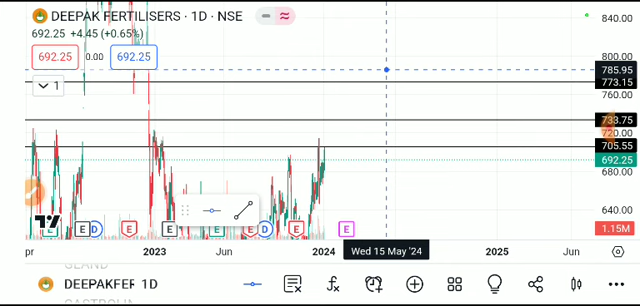 DEEPAK FERTILISERS · 1D · NSE
692.25 +4.45 (+0.65%)
692.25 0.00 692.25
1
840.00
800.00
785.95
773.15
760.00
733.75
720.00
705.55
692.25
680.00
640.00
1.15M
E D E E D E E E D E E
pr 2023 Jun 2024 Wed 15 May '24 2025 Jun
DEEPAKFER 1D